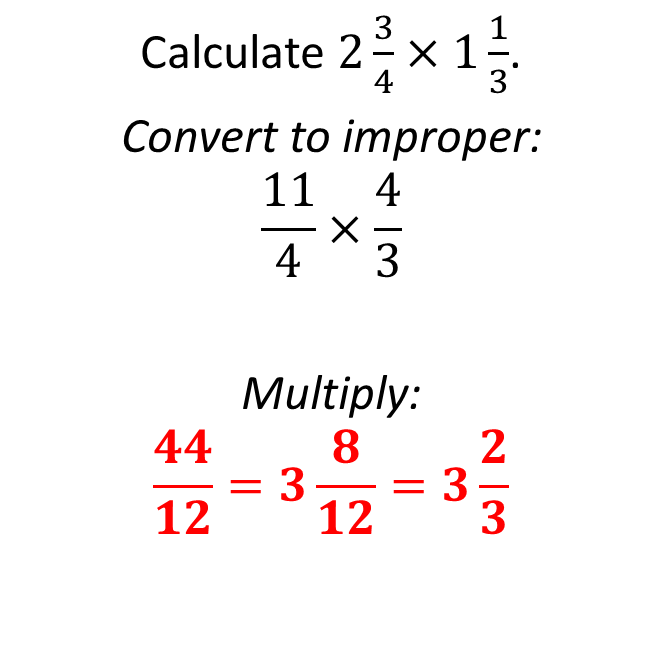 Calculate 2 3/4 × 1 1/3.
Convert to improper:
11/4 × 4/3
Multiply:
44/12 = 3 8/12 = 3 2/3